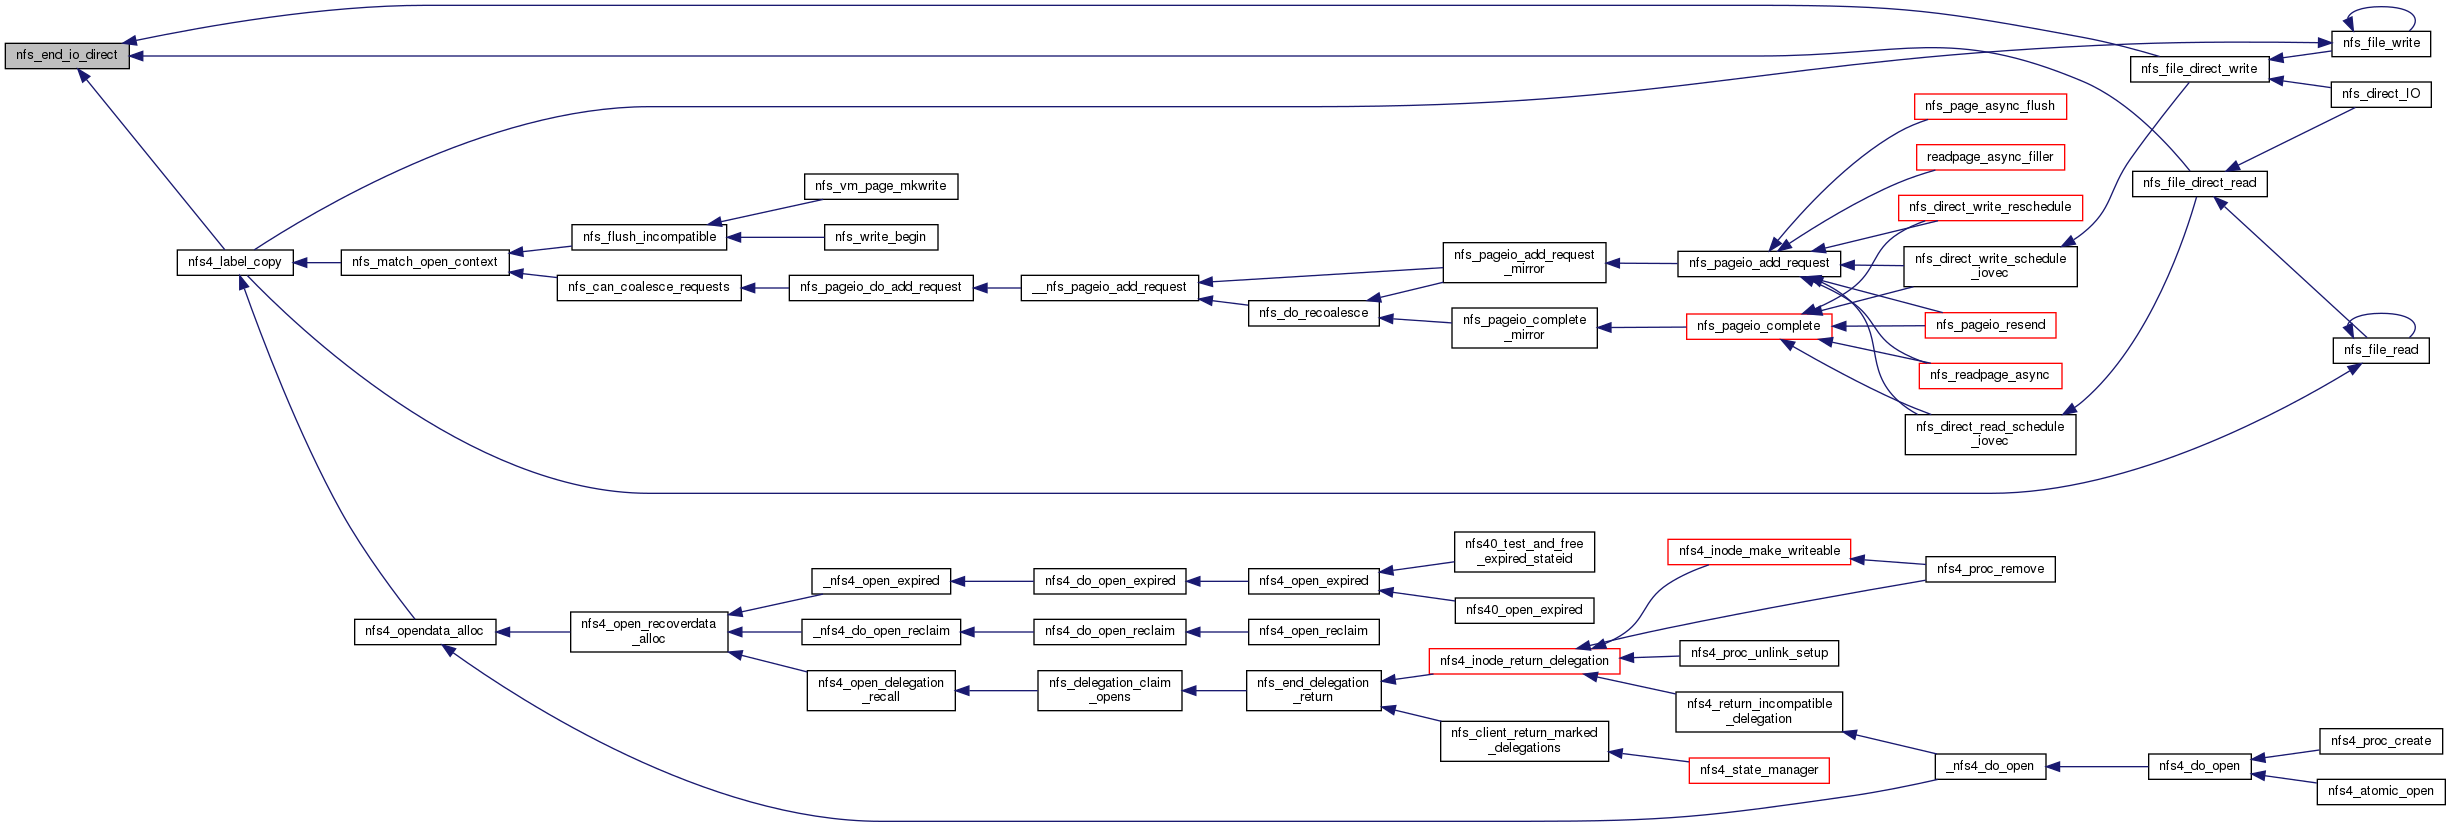 nfs_end_io_direct
nfs_file_write
nfs_file_direct_write
nfs_direct_IO
nfs_page_async_flush
readpage_async_filler
nfs_file_direct_read
nfs_vm_page_mkwrite
nfs_direct_write_reschedule
nfs_flush_incompatible
nfs_write_begin
nfs4_label_copy
nfs_match_open_context
nfs_pageio_add_request
_mirror
nfs_pageio_add_request
nfs_direct_write_schedule
_iovec
nfs_can_coalesce_requests
nfs_pageio_do_add_request
__nfs_pageio_add_request
nfs_do_recoalesce
nfs_pageio_complete
_mirror
nfs_pageio_complete
nfs_pageio_resend
nfs_file_read
nfs_readpage_async
nfs_direct_read_schedule
_iovec
nfs40_test_and_free
_expired_stateid
nfs4_inode_make_writeable
nfs4_proc_remove
_nfs4_open_expired
nfs4_do_open_expired
nfs4_open_expired
nfs40_open_expired
nfs4_opendata_alloc
nfs4_open_recoverdata
_alloc
_nfs4_do_open_reclaim
nfs4_do_open_reclaim
nfs4_open_reclaim
nfs4_inode_return_delegation
nfs4_proc_unlink_setup
nfs4_open_delegation
_recall
nfs_delegation_claim
_opens
nfs_end_delegation
_return
nfs4_return_incompatible
_delegation
nfs_client_return_marked
_delegations
nfs4_state_manager
_nfs4_do_open
nfs4_do_open
nfs4_proc_create
nfs4_atomic_open